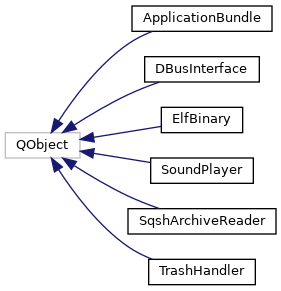 ApplicationBundle
DBusInterface
ElfBinary
QObject
SoundPlayer
SqshArchiveReader
TrashHandler